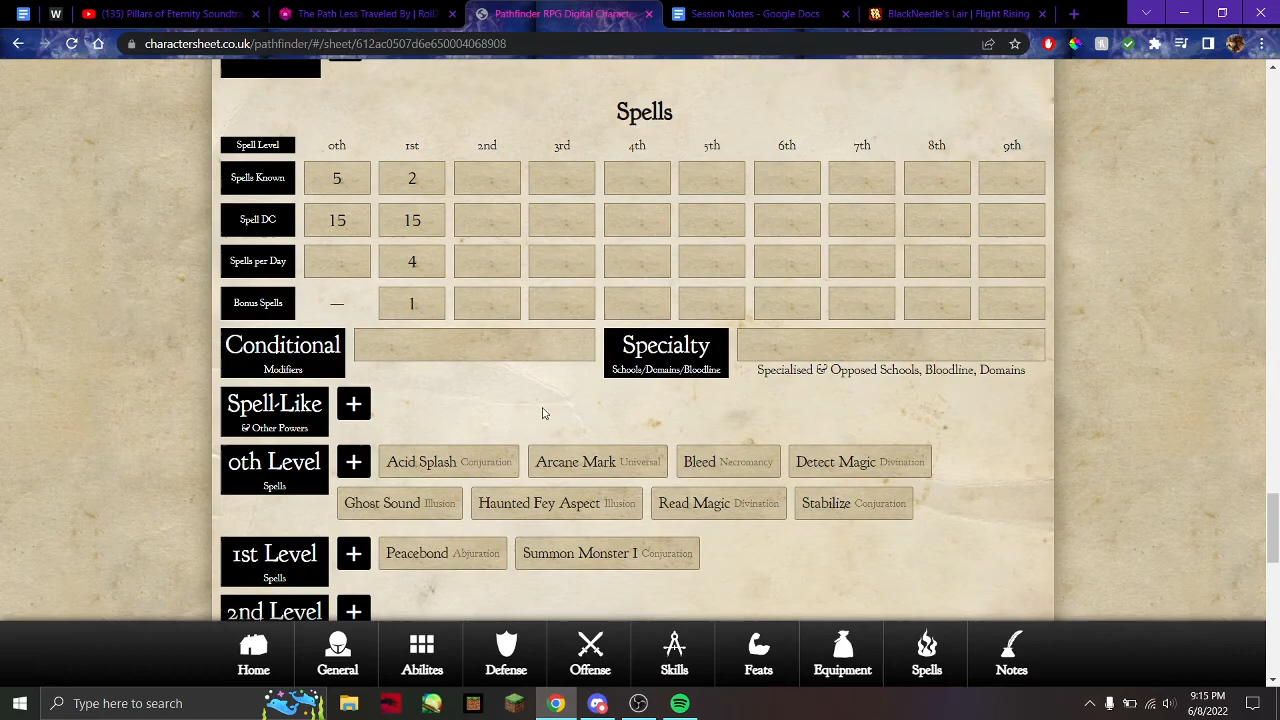 (135) Pillars of Eternity Soundtr
The Path Less Traveled By | Roll
Pathfinder RPG Digital Charact
Session Notes - Google Docs
BlackNeedle's Lair | Flight Rising
charactersheet.co.uk/pathfinder/#/sheet/612ac0507d6e650004068908
Spells
Spell Level 0th 1st 2nd 3rd 4th 5th 6th 7th 8th 9th
Spells Known 5 2
Spell DC 15 15
Spells per Day 4
Bonus Spells — 1
Conditional
Modifiers
Specialty
Schools/Domains/Bloodline
Specialised & Opposed Schools, Bloodline, Domains
Spell-Like
& Other Powers
+
0th Level
Spells
+
Acid Splash Conjuration
Arcane Mark Universal
Bleed Necromancy
Detect Magic Divination
Ghost Sound Illusion
Haunted Fey Aspect Illusion
Read Magic Divination
Stabilize Conjuration
1st Level
Spells
+
Peacebond Abjuration
Summon Monster I Conjuration
2nd Level
+
Home
General
Abilites
Defense
Offense
Skills
Feats
Equipment
Spells
Notes
Type here to search
9:15 PM
6/8/2022